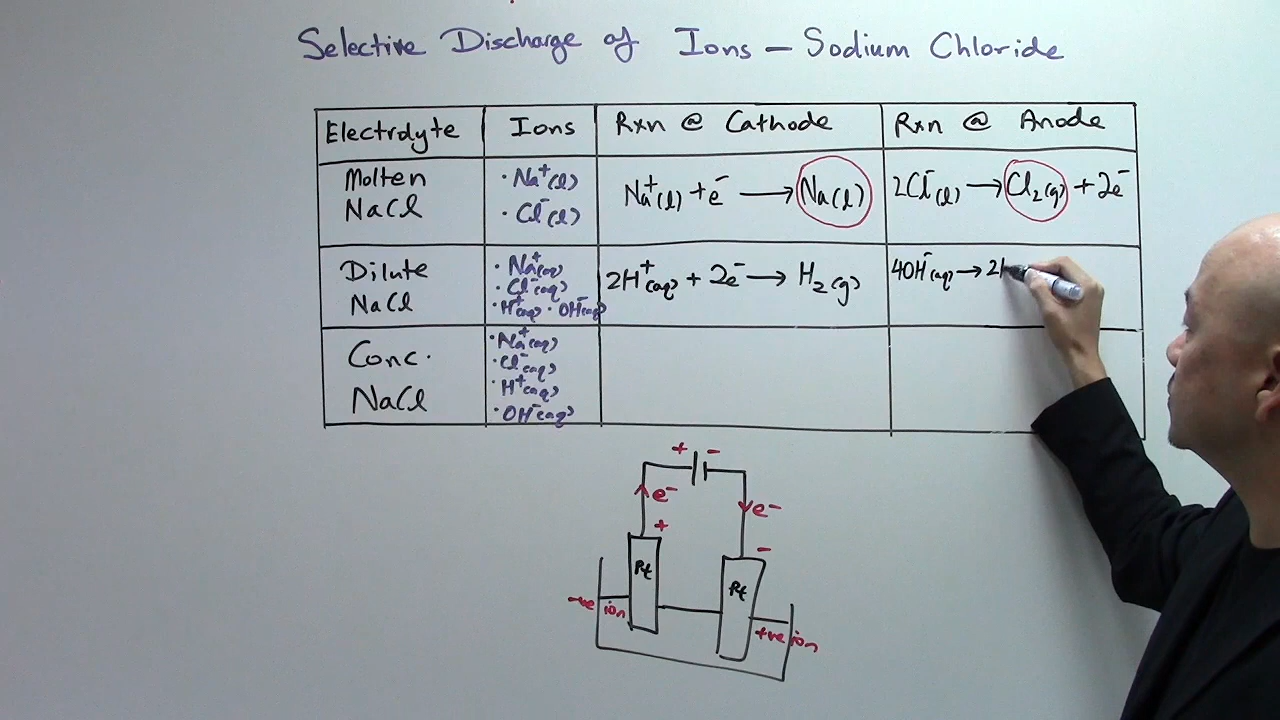 Selective Discharge of Ions – Sodium Chloride
Electrolyte Ions Rxn @ Cathode Rxn @ Anode
Molten NaCl
· Na⁺(l)
· Cl⁻(l)
Na⁺(l) + e⁻ ⟶ Na(l)
2Cl⁻(l) ⟶ Cl₂(g) + 2e⁻
Dilute NaCl
· Na⁺(aq)
· Cl⁻(aq)
· H⁺(aq) · OH⁻(aq)
2H⁺(aq) + 2e⁻ ⟶ H₂(g)
4OH⁻(aq) ⟶ 2
Conc. NaCl
· Na⁺(aq)
· Cl⁻(aq)
· H⁺(aq)
· OH⁻(aq)
+ −
e⁻ e⁻
+ −
Pt Pt
-ve ion +ve ion